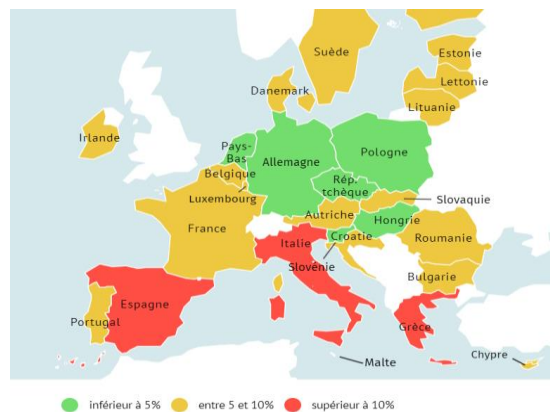 Suède
Estonie
Lettonie
Lituanie
Danemark
Irlande
Pays-
Bas
Allemagne
Pologne
Belgique
Rép.
tchèque
Luxembourg
Slovaquie
Autriche
Hongrie
France
Italie
Croatie
Roumanie
Slovénie
Bulgarie
Espagne
Portugal
Grèce
Malte
Chypre
inférieur à 5% entre 5 et 10% supérieur à 10%